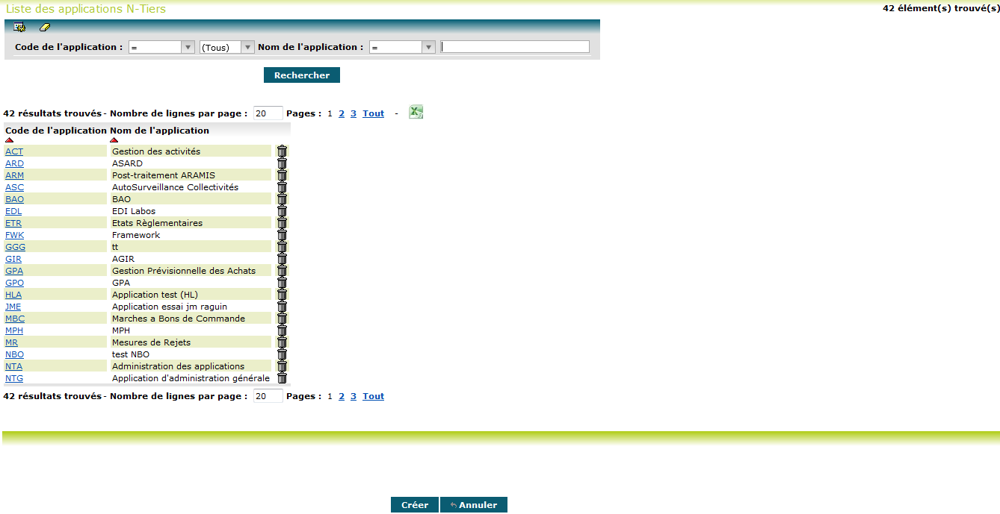 Liste des applications N-Tiers
42 élément(s) trouvé(s)
Code de l'application : = (Tous) Nom de l'application : =
Rechercher
42 résultats trouvés - Nombre de lignes par page : 20 Pages : 1 2 3 Tout -
Code de l'application Nom de l'application
ACT Gestion des activités
ARD ASARD
ARM Post-traitement ARAMIS
ASC AutoSurveillance Collectivités
BAO BAO
EDL EDI Labos
ETR Etats Règlementaires
FWK Framework
GGG tt
GIR AGIR
GPA Gestion Prévisionnelle des Achats
GPO GPA
HLA Application test (HL)
JME Application essai jm raguin
MBC Marches a Bons de Commande
MPH MPH
MR Mesures de Rejets
NBO test NBO
NTA Administration des applications
NTG Application d'administration générale
42 résultats trouvés - Nombre de lignes par page : 20 Pages : 1 2 3 Tout
Créer Annuler